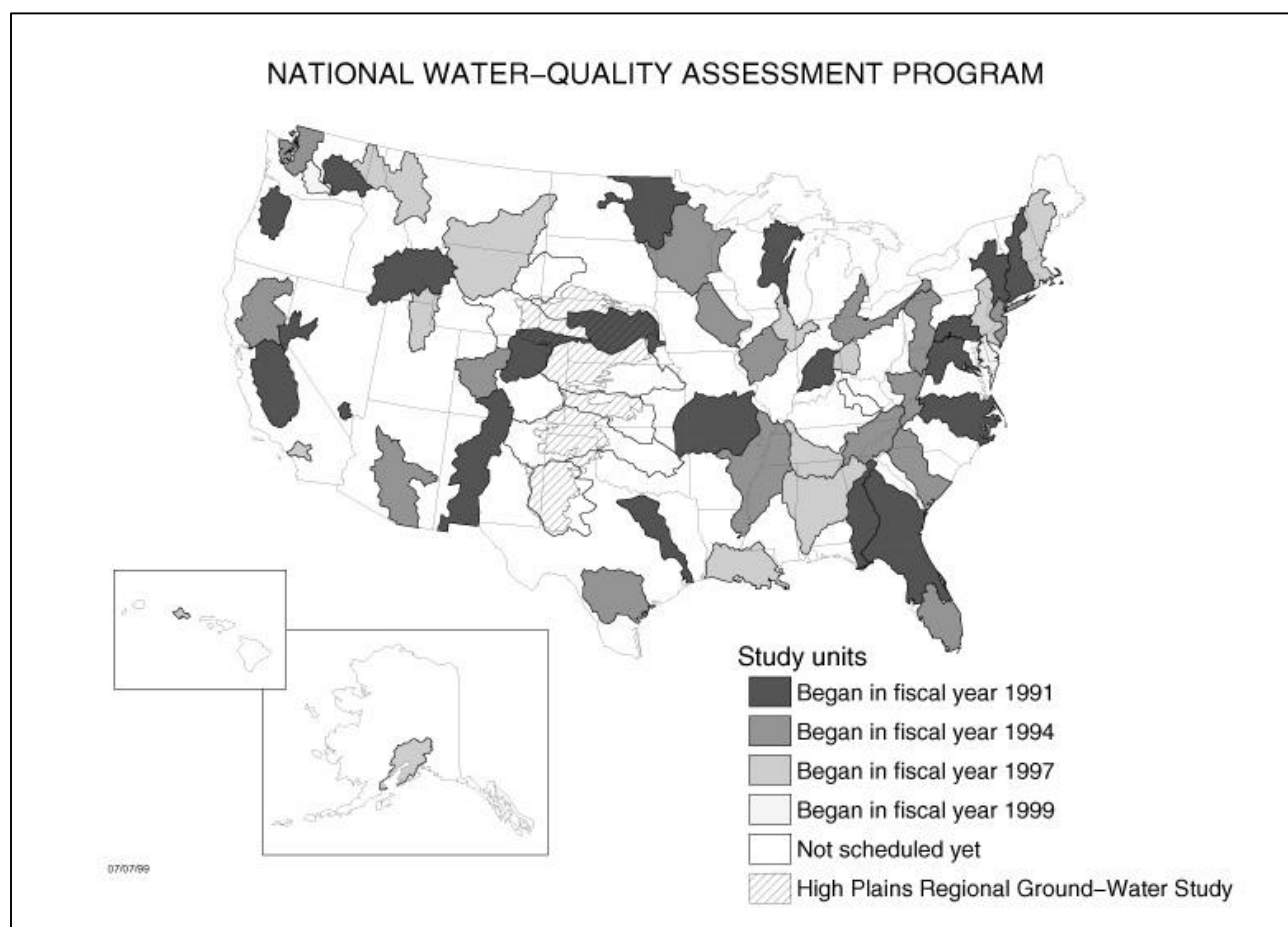 NATIONAL WATER–QUALITY ASSESSMENT PROGRAM
Study units
Began in fiscal year 1991
Began in fiscal year 1994
Began in fiscal year 1997
Began in fiscal year 1999
Not scheduled yet
High Plains Regional Ground–Water Study
07/07/99